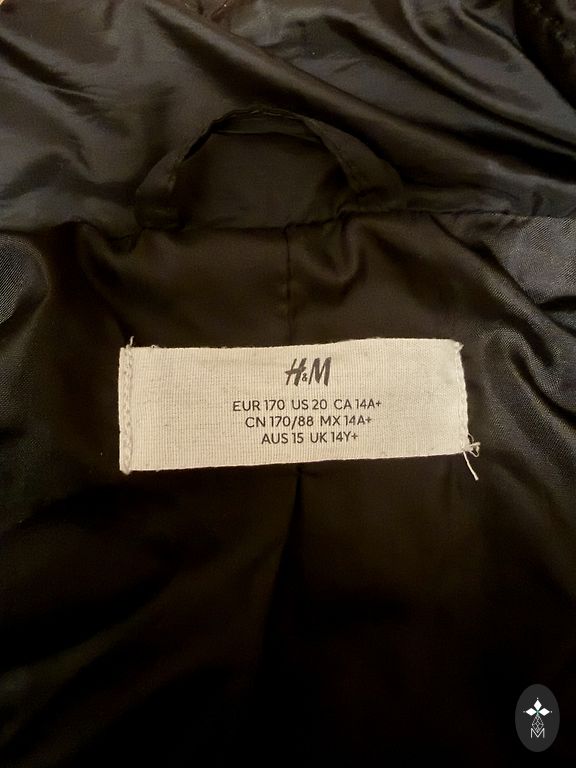 H&M
EUR 170 US 20 CA 14A+
CN 170/88 MX 14A+
AUS 15 UK 14Y+
M